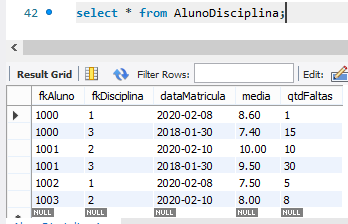 42 select * from AlunoDisciplina;
Result Grid Filter Rows: Edit:
fkAluno fkDisciplina dataMatricula media qtdFaltas
1000 1 2020-02-08 8.60 1
1000 3 2018-01-30 7.40 15
1001 2 2020-02-10 10.00 10
1001 3 2018-01-30 9.50 30
1002 1 2020-02-08 7.50 5
1003 2 2020-02-10 8.00 8
NULL NULL NULL NULL NULL